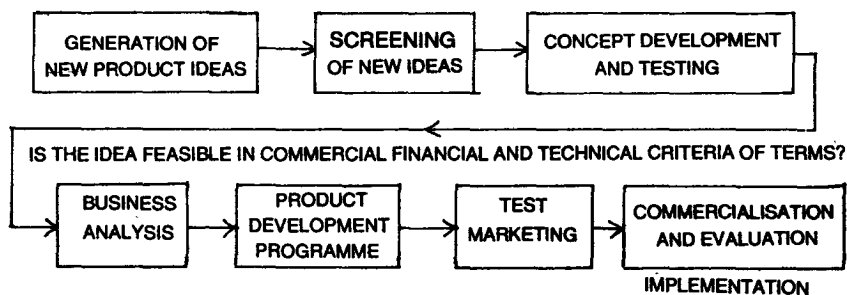 GENERATION OF
NEW PRODUCT IDEAS
SCREENING
OF NEW IDEAS
CONCEPT DEVELOPMENT
AND TESTING
IS THE IDEA FEASIBLE IN COMMERCIAL FINANCIAL AND TECHNICAL CRITERIA OF TERMS?
BUSINESS
ANALYSIS
PRODUCT
DEVELOPMENT
PROGRAMME
TEST
MARKETING
COMMERCIALISATION
AND EVALUATION
IMPLEMENTATION